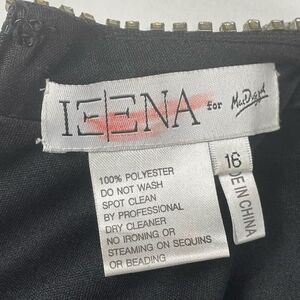 IEENA for Mac Duggal
16
100% POLYESTER
DO NOT WASH
SPOT CLEAN
BY PROFESSIONAL
DRY CLEANER
NO IRONING OR
STEAMING ON SEQUINS
OR BEADING
DE IN CHINA